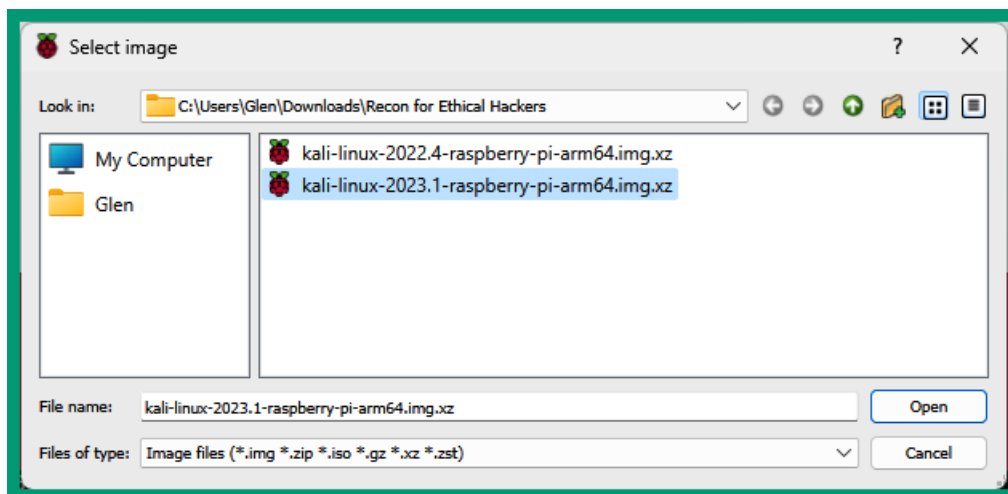 Select image
?
Look in:
C:\Users\Glen\Downloads\Recon for Ethical Hackers
My Computer
Glen
kali-linux-2022.4-raspberry-pi-arm64.img.xz
kali-linux-2023.1-raspberry-pi-arm64.img.xz
File name:
kali-linux-2023.1-raspberry-pi-arm64.img.xz
Open
Files of type:
Image files (*.img *.zip *.iso *.gz *.xz *.zst)
Cancel